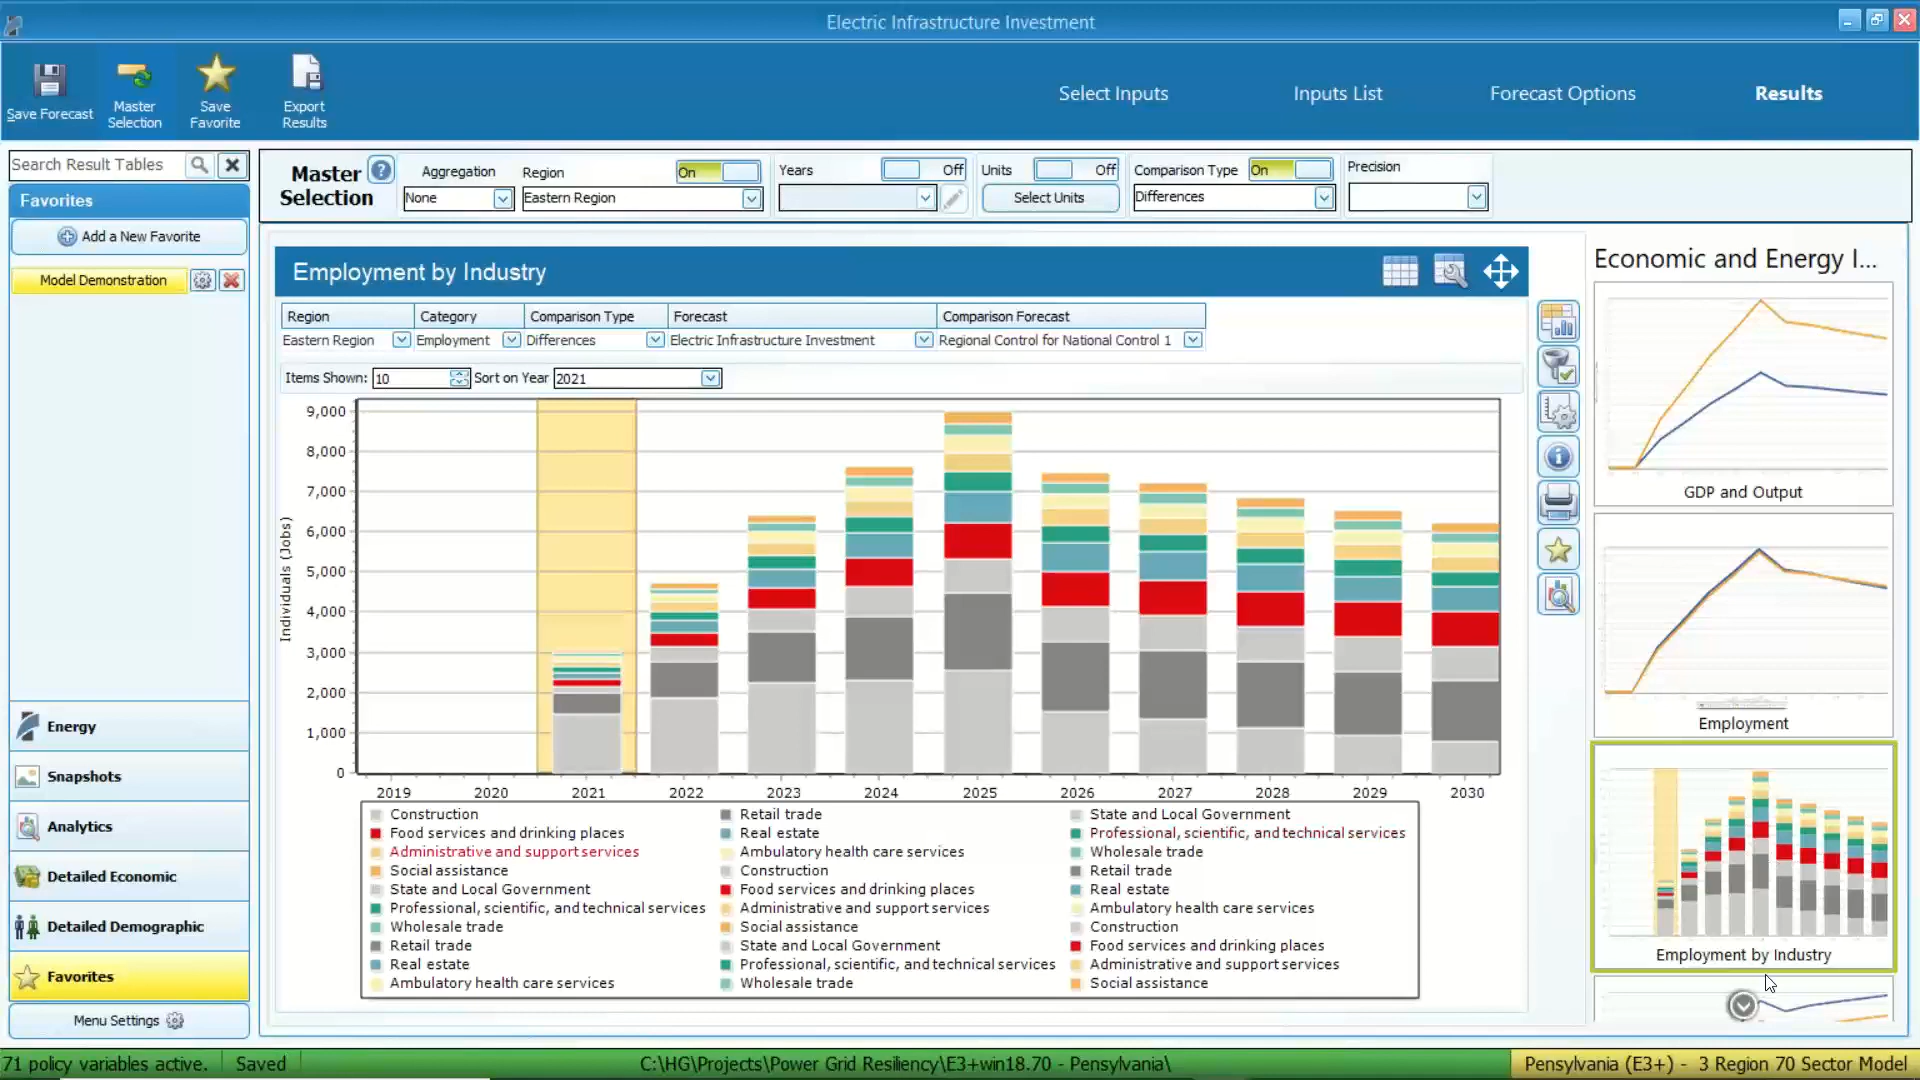 Electric Infrastructure Investment
Save Forecast
Master Selection
Save Favorite
Export Results
Select Inputs
Inputs List
Forecast Options
Results
Search Result Tables
Favorites
Add a New Favorite
Model Demonstration
Energy
Snapshots
Analytics
Detailed Economic
Detailed Demographic
Favorites
Menu Settings
Master Selection
Aggregation
None
Region
On
Eastern Region
Years
Off
Units
Off
Select Units
Comparison Type
On
Differences
Precision
Employment by Industry
Region Category Comparison Type Forecast Comparison Forecast
Eastern Region Employment Differences Electric Infrastructure Investment Regional Control for National Control 1
Items Shown: 10 Sort on Year 2021
Individuals (Jobs)
9,000
8,000
7,000
6,000
5,000
4,000
3,000
2,000
1,000
0
2019 2020 2021 2022 2023 2024 2025 2026 2027 2028 2029 2030
Construction Retail trade State and Local Government
Food services and drinking places Real estate Professional, scientific, and technical services
Administrative and support services Ambulatory health care services Wholesale trade
Social assistance Construction Retail trade
State and Local Government Food services and drinking places Real estate
Professional, scientific, and technical services Administrative and support services Ambulatory health care services
Wholesale trade Social assistance Construction
Retail trade State and Local Government Food services and drinking places
Real estate Professional, scientific, and technical services Administrative and support services
Ambulatory health care services Wholesale trade Social assistance
Economic and Energy I...
GDP and Output
Employment
Employment by Industry
71 policy variables active. Saved C:\HG\Projects\Power Grid Resiliency\E3+win18.70 - Pensylvania\ Pensylvania (E3+) - 3 Region 70 Sector Model